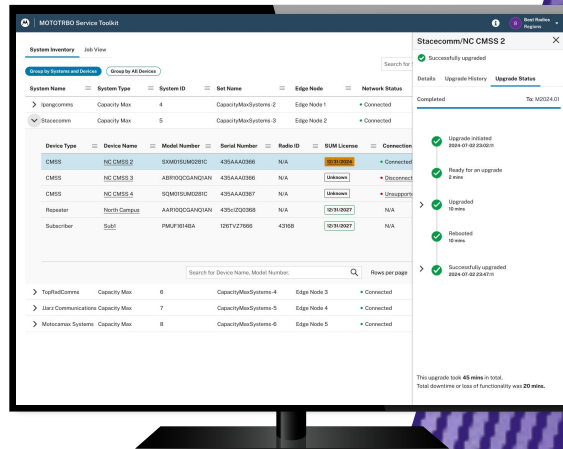 MOTOTRBO Service Toolkit
Best Radios
Regions
System Inventory Job View
Search for
Group by Systems and Devices Group by All Devices
System Name System Type System ID Set Name Edge Node Network Status
Ipangcomms Capacity Max 4 CapacityMaxSystems-2 Edge Node 1 Connected
Stacecomm Capacity Max 5 CapacityMaxSystems-3 Edge Node 2 Connected
Device Type Device Name Model Number Serial Number Radio ID SUM License Connection
CMSS NC CMSS 2 SXM01SUM0281C 435AAA0366 N/A 12/31/2024 Connected
CMSS NC CMSS 3 ABR10QCGANQ1AN 435AAA0366 N/A Unknown Disconnect
CMSS NC CMSS 4 SQM01SUM0281C 435AAA0367 N/A Unknown Unsupport
Repeater North Campus AAR10QCGANQ1AN 435clZQ0368 N/A 12/31/2027 N/A
Subscriber Sub1 PMUF1614BA 126TVZ7666 43168 12/31/2027 N/A
Search for Device Name, Model Number. Rows per page
TopRadComms Capacity Max 6 CapacityMaxSystems-4 Edge Node 3 Connected
Communications Capacity Max 7 CapacityMaxSystems-5 Edge Node 4 Connected
Motocamax Systems Capacity Max 8 CapacityMaxSystems-6 Edge Node 5 Connected
Stacecomm/NC CMSS 2
Successfully upgraded
Details Upgrade History Upgrade Status
Completed To: M2024.01
Upgrade initiated
2024-07-02 23:02:11
Ready for an upgrade
2 mins
Upgraded
10 mins
Rebooted
10 mins
Successfully upgraded
2024-07-02 23:47:11
This upgrade took 45 mins in total.
Total downtime or loss of functionality was 20 mins.